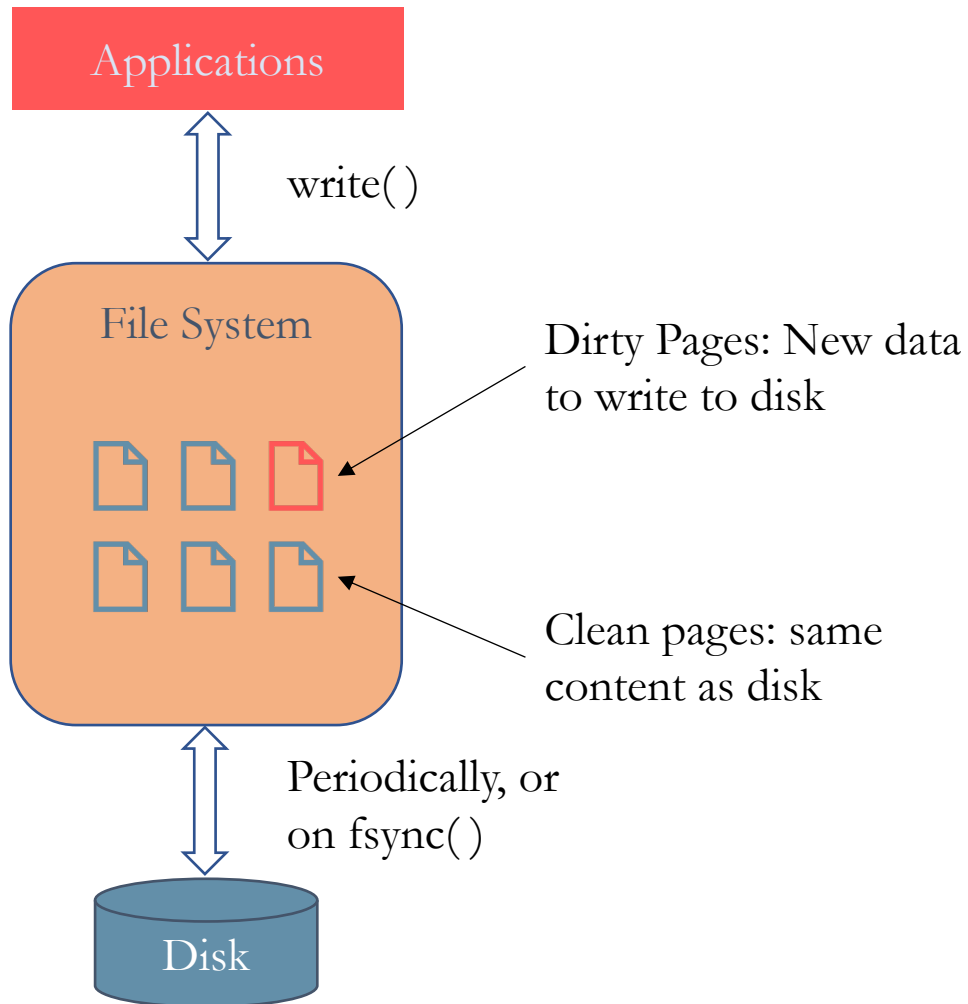 Applications
write( )
File System
Dirty Pages: New data
to write to disk
Clean pages: same
content as disk
Periodically, or
on fsync( )
Disk